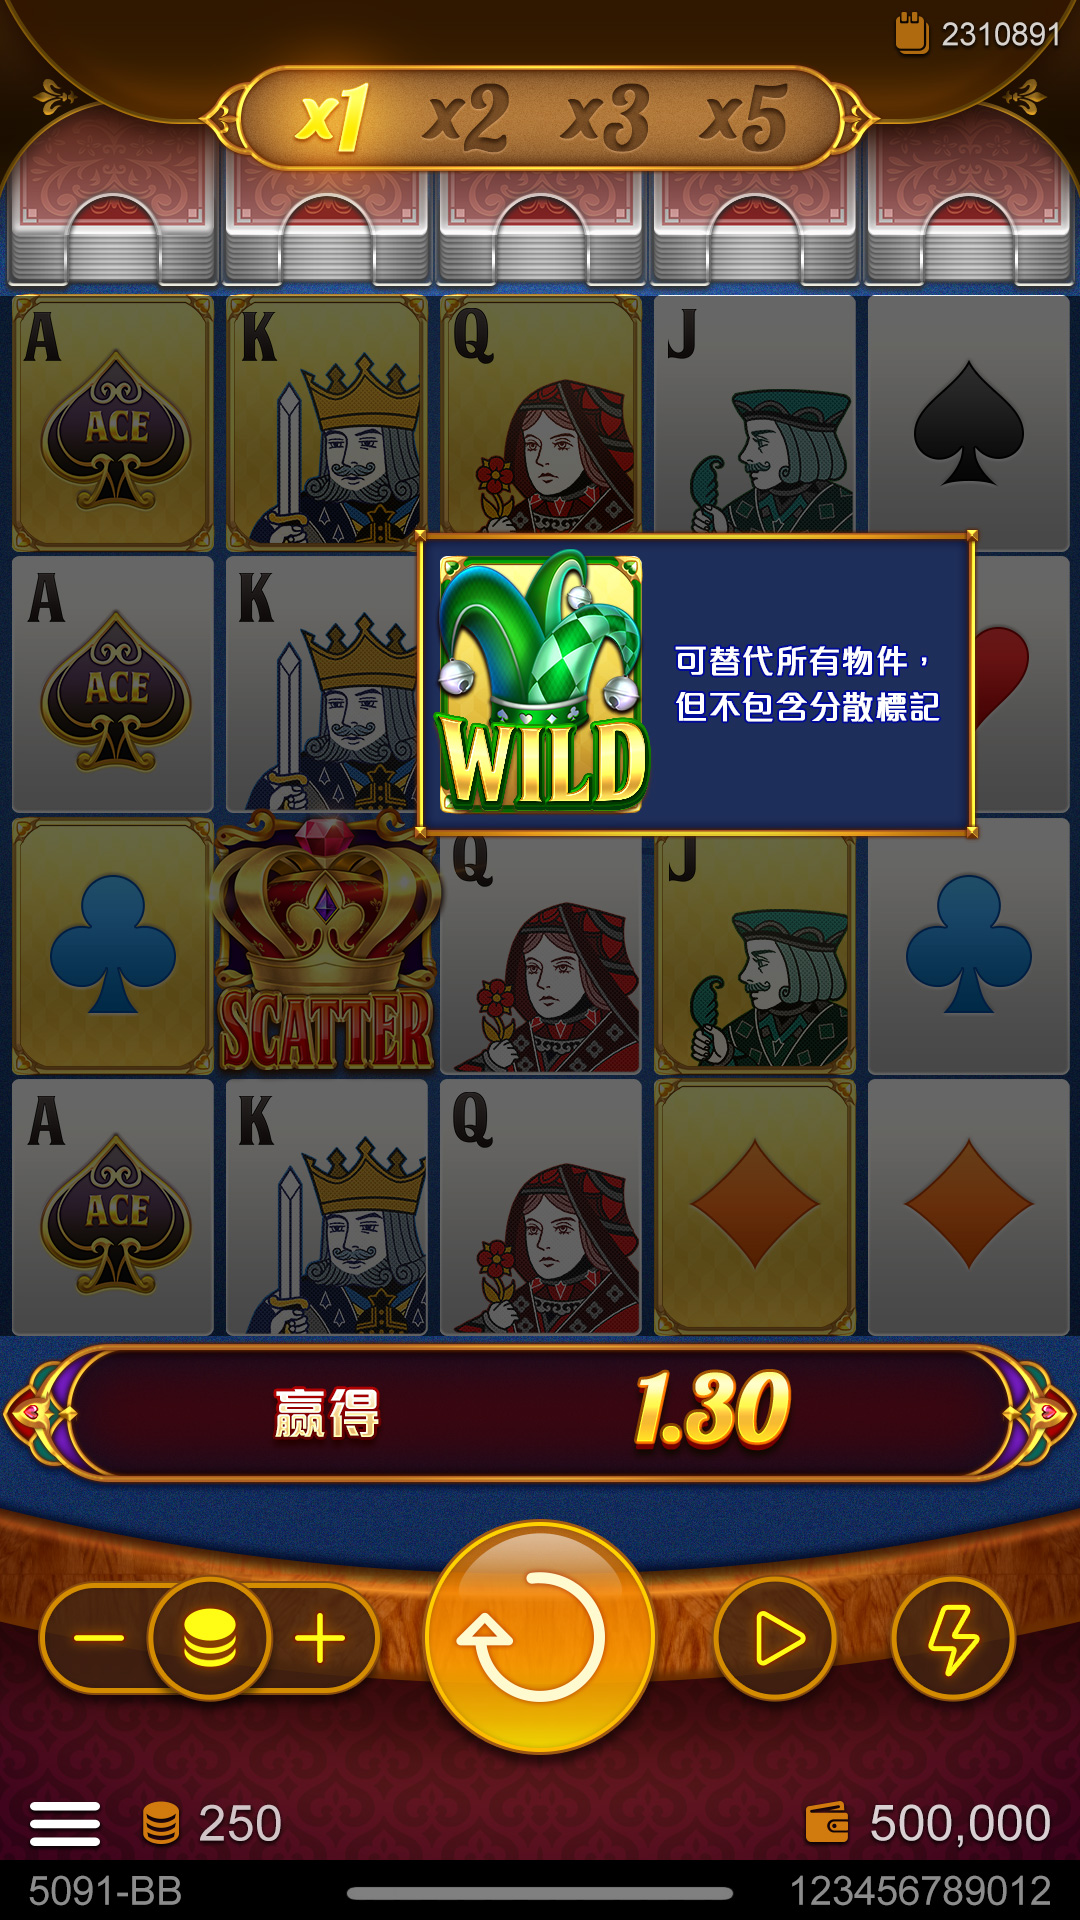 2310891
x1 x2 x3 x5
A K Q J
ACE
A K
ACE
可替代所有物件，
但不包含分散標記
WILD
Q J
SCATTER
A K Q
ACE
赢得 1.30
250 500,000
5091-BB 123456789012